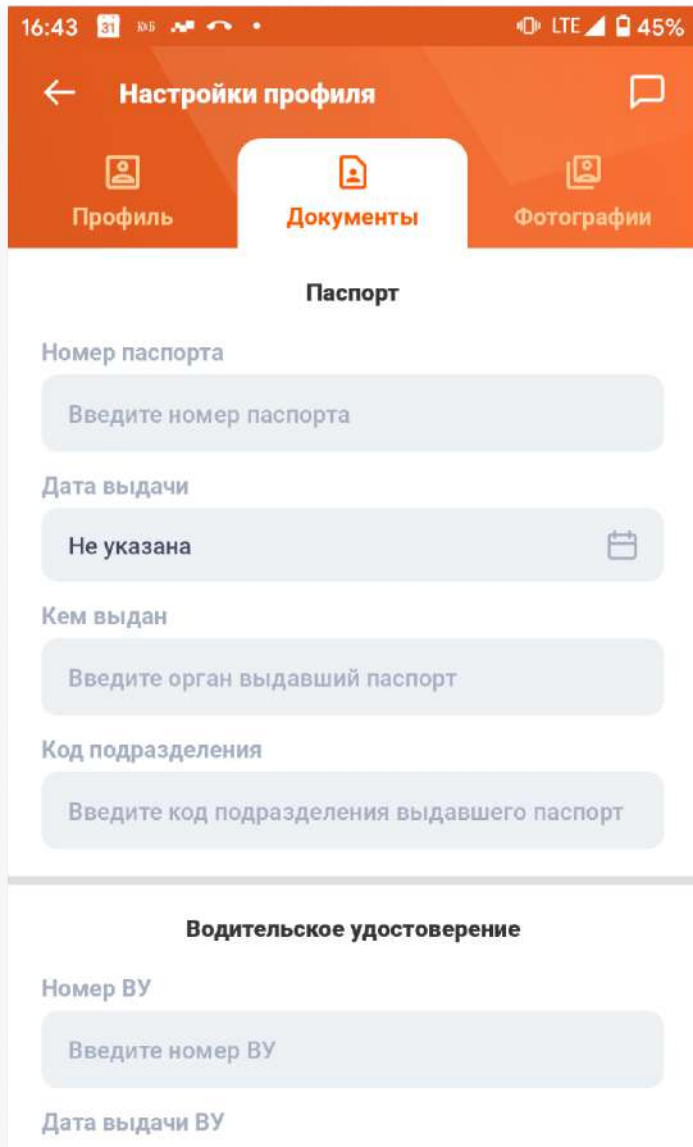 16:43 31 LTE 45%
Настройки профиля
Профиль Документы Фотографии
Паспорт
Номер паспорта
Введите номер паспорта
Дата выдачи
Не указана
Кем выдан
Введите орган выдавший паспорт
Код подразделения
Введите код подразделения выдавшего паспорт
Водительское удостоверение
Номер ВУ
Введите номер ВУ
Дата выдачи ВУ